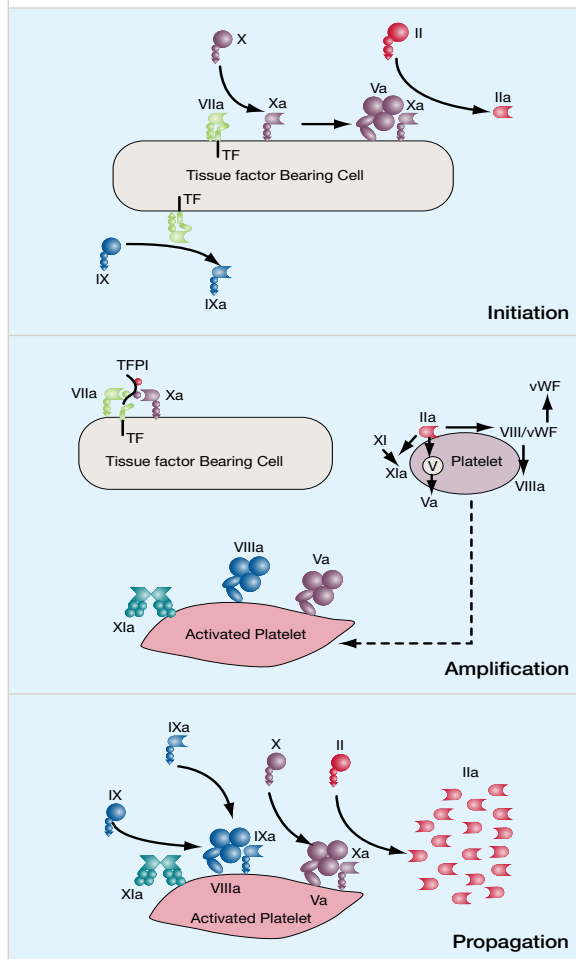 X
II
VIIa
Xa
Va
Xa
IIa
TF
Tissue factor Bearing Cell
TF
IX
IXa
Initiation
TFPI
VIIa
Xa
TF
Tissue factor Bearing Cell
vWF
IIa
VIII/vWF
XI
V
Platelet
XIa
VIIIa
Va
VIIIa
Va
XIa
Activated Platelet
Amplification
IXa
X
II
IIa
IX
IXa
Xa
XIa
VIIIa
Va
Activated Platelet
Propagation